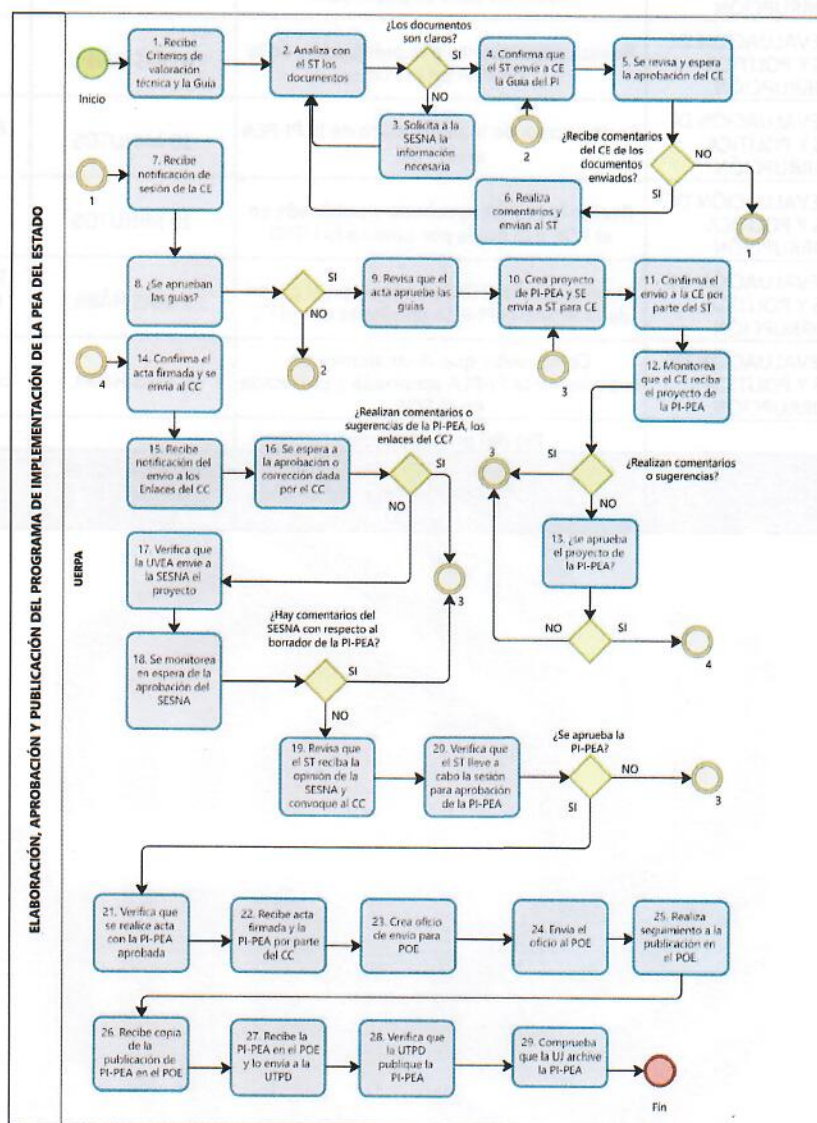 ELABORACIÓN, APROBACIÓN Y PUBLICACIÓN DEL PROGRAMA DE IMPLEMENTACIÓN DE LA PEA DEL ESTADO
UERPA
Inicio
1. Recibe
Criterios de
valoración
técnica y la Guía
2. Analiza con
el ST los
documentos
¿Los documentos
son claros?
SI
NO
3. Solicita a la
SESNA la
información
necesaria
4. Confirma que
el ST envíe a CE
la Guía del PI
2
5. Se revisa y espera
la aprobación del CE
¿Recibe comentarios
del CE de los
documentos
enviados?
NO
SI
1
6. Realiza
comentarios y
envían al ST
1
7. Recibe
notificación de
sesión de la CE
8. ¿Se aprueban
las guías?
SI
NO
2
9. Revisa que el
acta apruebe las
guías
10. Crea proyecto
de PI-PEA y SE
envía a ST para CE
3
11. Confirma el
envío a la CE por
parte del ST
12. Monitorea
que el CE reciba
el proyecto
de la PI-PEA
¿Realizan comentarios
o sugerencias?
SI
3
NO
13. ¿se aprueba
el proyecto de
la PI-PEA?
NO
SI
4
4
14. Confirma el
acta firmada y se
envía al CC
15. Recibe
notificación del
envío a los
Enlaces del CC
16. Se espera a
la aprobación o
corrección dada
por el CC
¿Realizan comentarios o
sugerencias de la PI-PEA, los
enlaces del CC?
SI
NO
3
17. Verifica que
la UVEA envíe a
la SESNA el
proyecto
18. Se monitorea
en espera de la
aprobación del
SESNA
¿Hay comentarios del
SESNA con respecto al
borrador de la PI-PEA?
SI
NO
19. Revisa que
el ST reciba la
opinión de la
SESNA y
convoque al CC
20. Verifica que
el ST lleve a
cabo la sesión
para aprobación
de la PI-PEA
¿Se aprueba la
PI-PEA?
NO
3
SI
21. Verifica que
se realice acta
con la PI-PEA
aprobada
22. Recibe acta
firmada y la
PI-PEA por parte
del CC
23. Crea oficio
de envío para
POE
24. Envía el
oficio al POE
25. Realiza
seguimiento a la
publicación en
el POE
26. Recibe copia
de la
publicación de
PI-PEA en el POE
27. Recibe la
PI-PEA en el POE
y lo envía a la
UTPD
28. Verifica que
la UTPD
publique la
PI-PEA
29. Comprueba
que la UJ archive
la PI-PEA
Fin